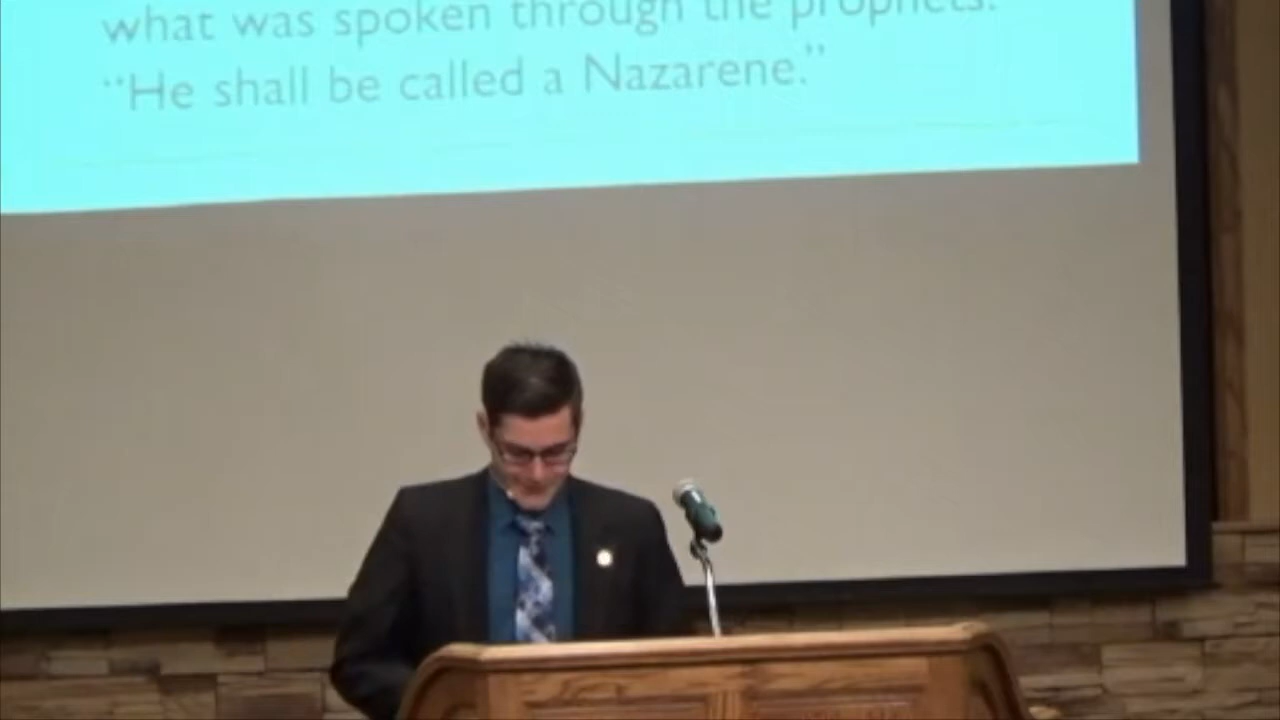 what was spoken through the prophets:
“He shall be called a Nazarene.”